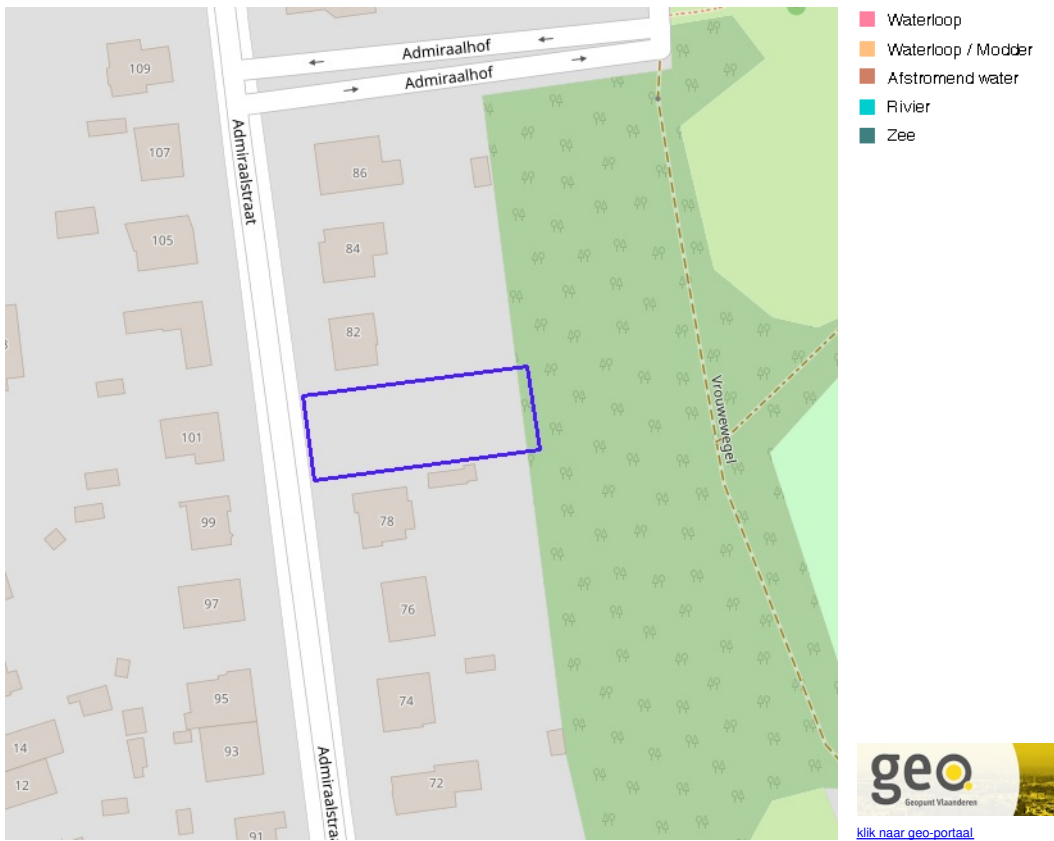 Admiraalhof
Admiraalhof
109
107
86
Admiraalstraat
105
84
82
101
Vrouwewegel
99
78
97
76
95
74
14
93
12
72
Admiraalstra
91
Waterloop
Waterloop / Modder
Afstromend water
Rivier
Zee
geo.
Geopunt Vlaanderen
klik naar geo-portaal